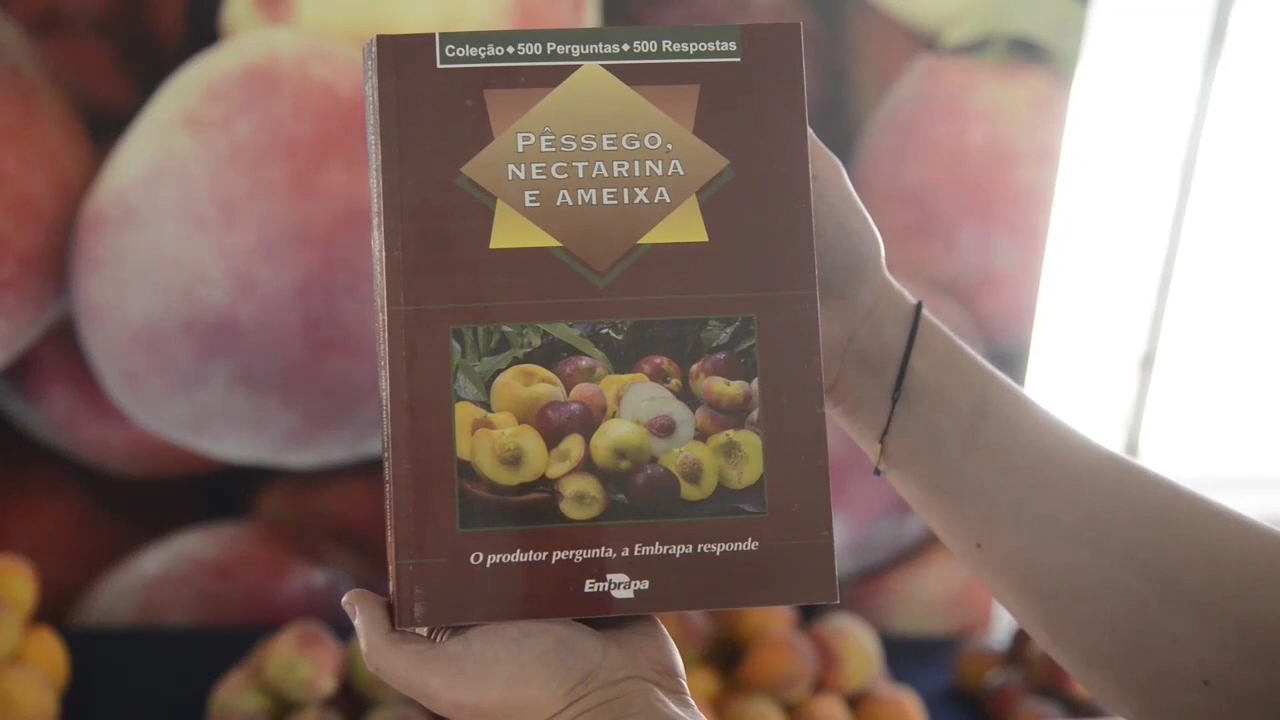 Coleção◆500 Perguntas◆500 Respostas
PÊSSEGO,
NECTARINA
E AMEIXA
O produtor pergunta, a Embrapa responde
Embrapa